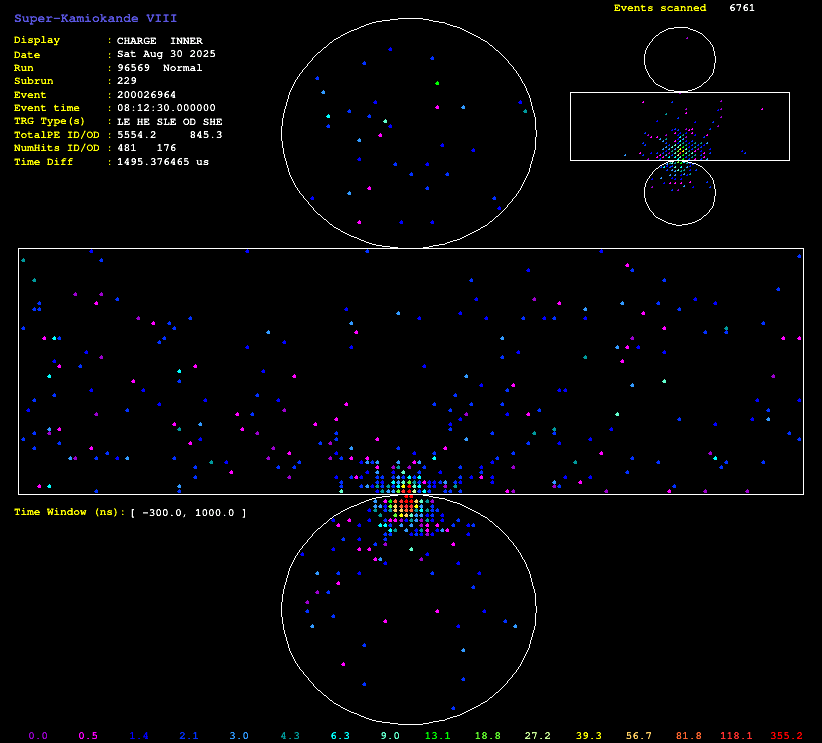 Super-Kamiokande VIII
Display : CHARGE INNER
Date : Sat Aug 30 2025
Run : 96569 Normal
Subrun : 229
Event : 200026964
Event time : 08:12:30.000000
TRG Type(s) : LE HE SLE OD SHE
TotalPE ID/OD : 5554.2 845.3
NumHits ID/OD : 481 176
Time Diff : 1495.376465 us
Events scanned 6761
Time Window (ns): [ -300.0, 1000.0 ]
0.0 0.5 1.4 2.1 3.0 4.3 6.3 9.0 13.1 18.8 27.2 39.3 56.7 81.8 118.1 355.2